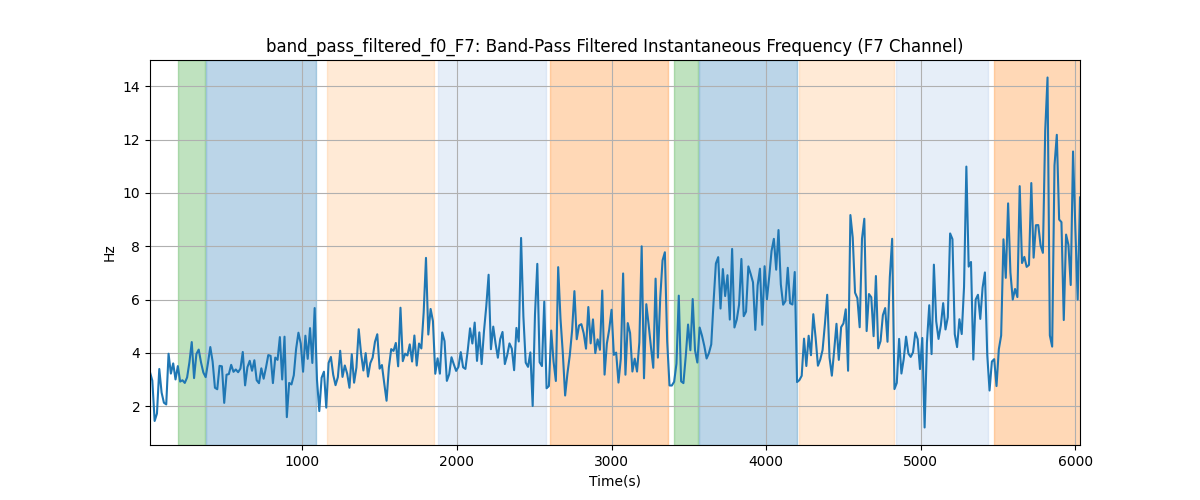 band_pass_filtered_f0_F7: Band-Pass Filtered Instantaneous Frequency (F7 Channel)
14
12
10
8
6
4
2
Hz
1000 2000 3000 4000 5000 6000
Time(s)